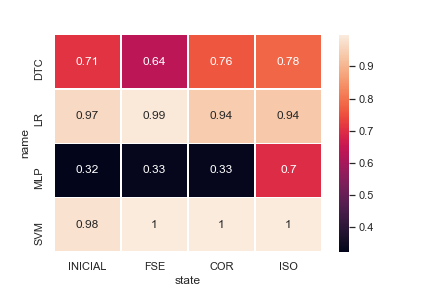 DTC 0.71 0.64 0.76 0.78
LR 0.97 0.99 0.94 0.94
MLP 0.32 0.33 0.33 0.7
SVM 0.98 1 1 1
INICIAL FSE COR ISO
state
name
0.9
0.8
0.7
0.6
0.5
0.4